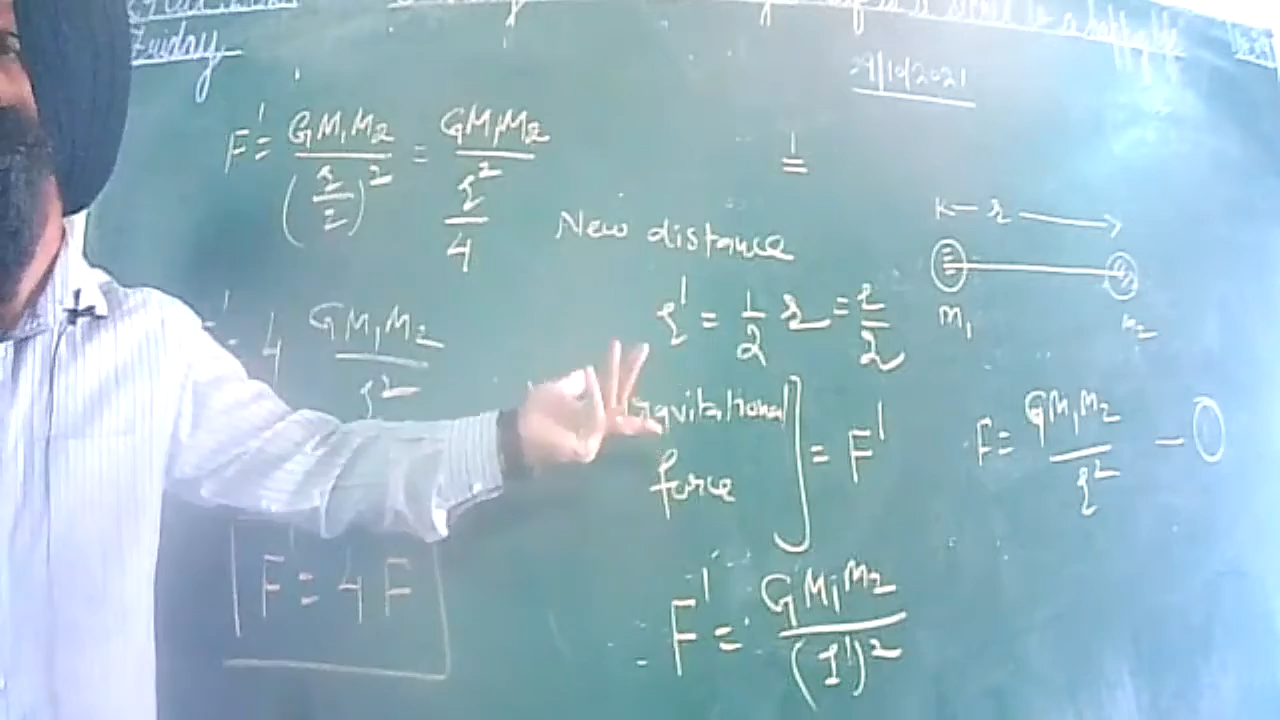 Friday
29/10/2021
F' = GM1M2/(r/2)^2 = GM1M2/(r^2/4)
4 GM1M2/r^2
F' = 4F
New distance
r' = 1/2 r = r/2
Gravitational force ] = F'
F' = GM1M2/(r')^2
r
m1 m2
F = GM1M2/r^2 - ①